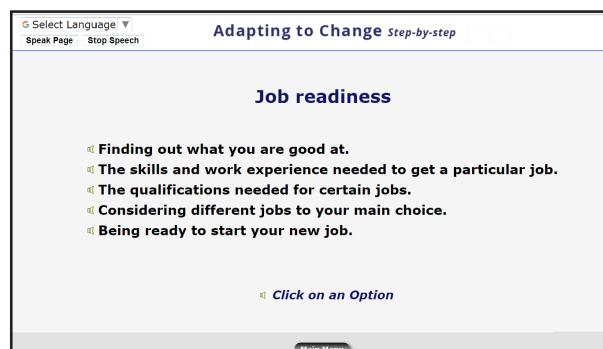 Select Language ▼
Speak Page Stop Speech
Adapting to Change Step-by-step
Job readiness
Finding out what you are good at.
The skills and work experience needed to get a particular job.
The qualifications needed for certain jobs.
Considering different jobs to your main choice.
Being ready to start your new job.
Click on an Option
Main Menu